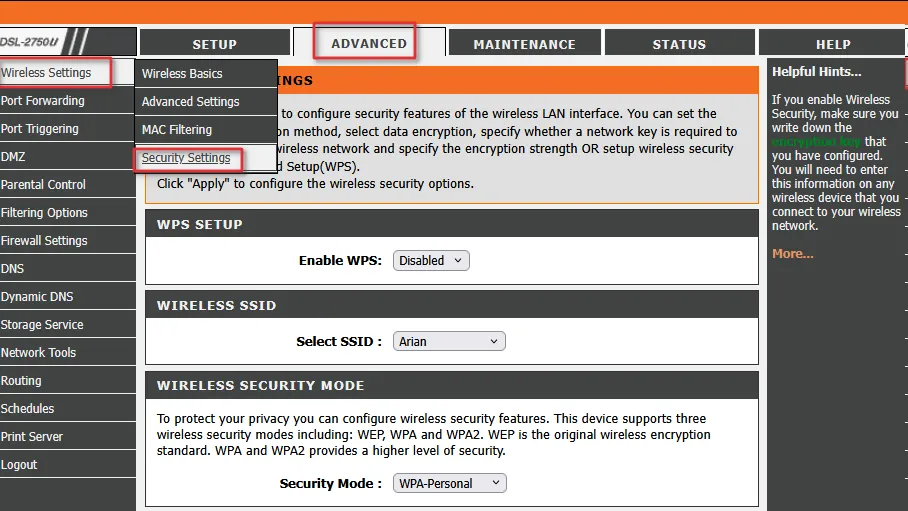 DSL-2750U
SETUP
ADVANCED
MAINTENANCE
STATUS
HELP
Wireless Settings
Port Forwarding
Port Triggering
DMZ
Parental Control
Filtering Options
Firewall Settings
DNS
Dynamic DNS
Storage Service
Network Tools
Routing
Schedules
Print Server
Logout
Wireless Basics
Advanced Settings
MAC Filtering
Security Settings
INGS
to configure security features of the wireless LAN interface. You can set the
on method, select data encryption, specify whether a network key is required to
wireless network and specify the encryption strength OR setup wireless security
d Setup(WPS).
Click "Apply" to configure the wireless security options.
WPS SETUP
Enable WPS: Disabled
WIRELESS SSID
Select SSID : Arian
WIRELESS SECURITY MODE
To protect your privacy you can configure wireless security features. This device supports three
wireless security modes including: WEP, WPA and WPA2. WEP is the original wireless encryption
standard. WPA and WPA2 provides a higher level of security.
Security Mode : WPA-Personal
Helpful Hints...
If you enable Wireless
Security, make sure you
write down the
encryption key that
you have configured.
You will need to enter
this information on any
wireless device that you
connect to your wireless
network.
More...